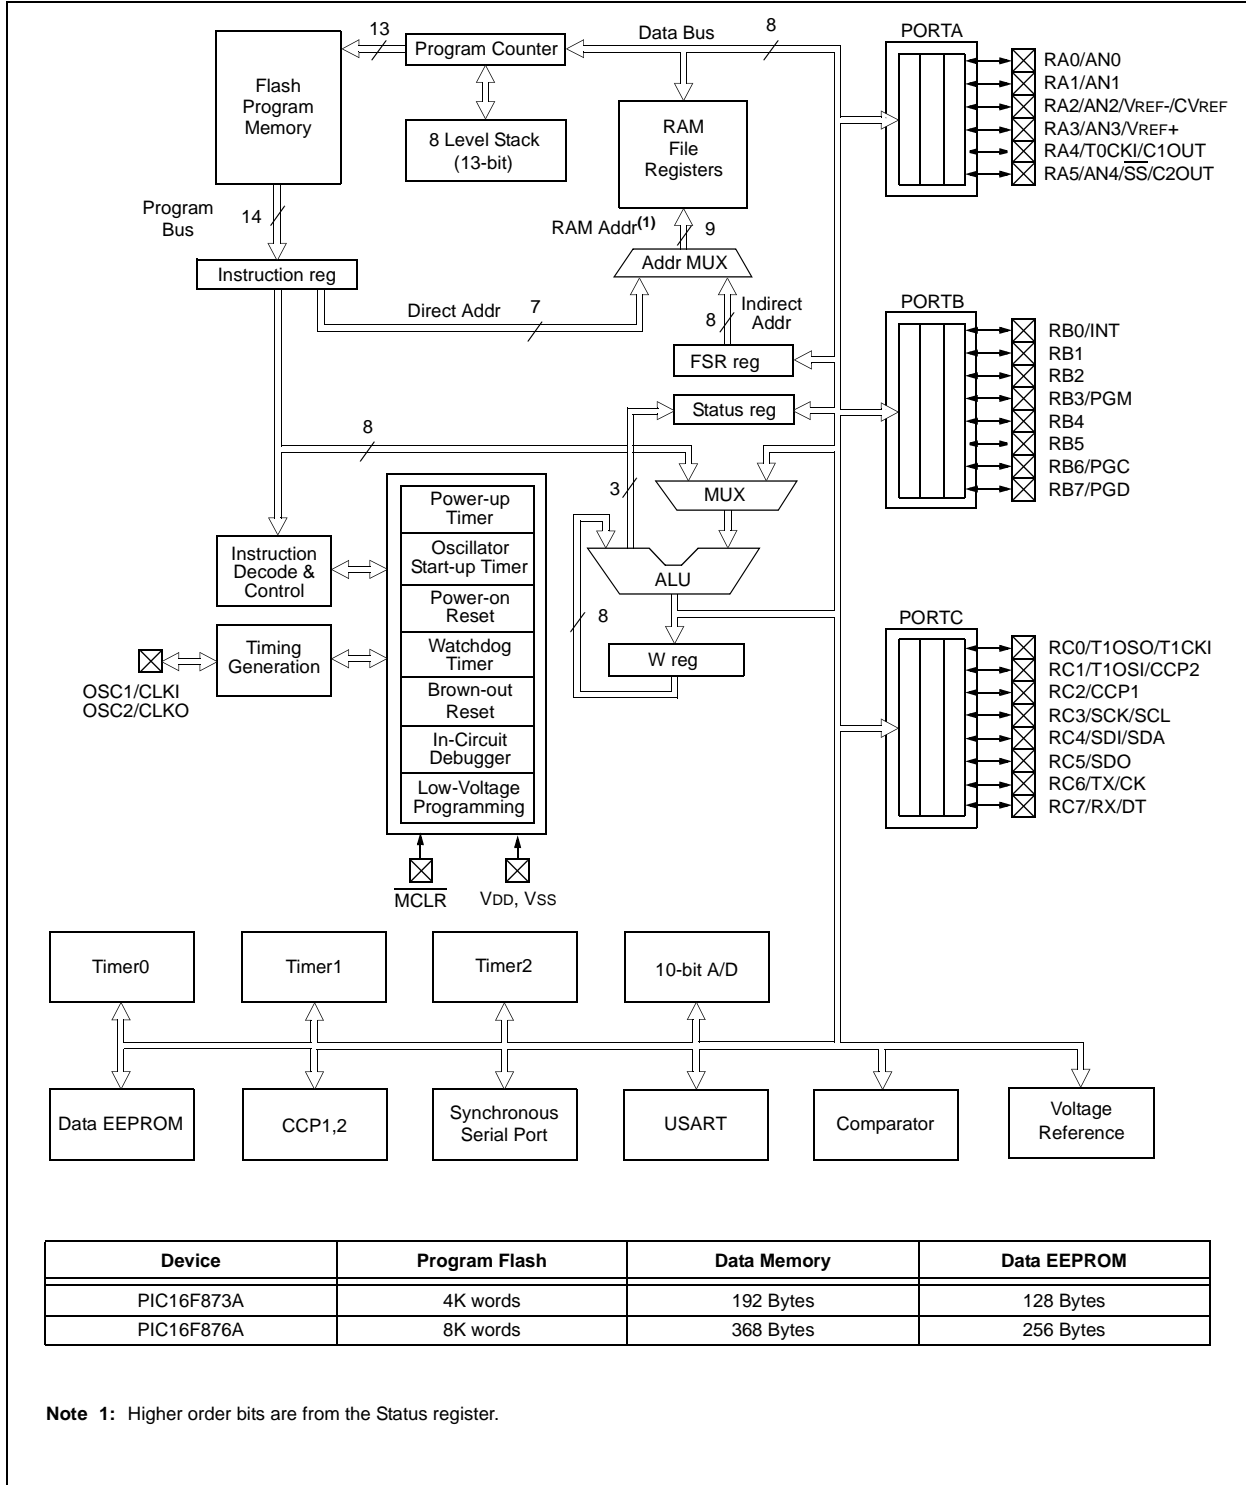 13
Program Counter
Data Bus
8
PORTA
Flash
Program
Memory
8 Level Stack
(13-bit)
RAM
File
Registers
RA0/AN0
RA1/AN1
RA2/AN2/VREF-/CVREF
RA3/AN3/VREF+
RA4/T0CKI/C1OUT
RA5/AN4/SS/C2OUT
Program
Bus
14
RAM Addr(1)
9
Instruction reg
Addr MUX
Direct Addr
7
8
Indirect
Addr
FSR reg
Status reg
PORTB
RB0/INT
RB1
RB2
RB3/PGM
RB4
RB5
RB6/PGC
RB7/PGD
8
3
MUX
Power-up
Timer
Oscillator
Start-up Timer
Power-on
Reset
Watchdog
Timer
Brown-out
Reset
In-Circuit
Debugger
Low-Voltage
Programming
Instruction
Decode &
Control
ALU
8
W reg
Timing
Generation
OSC1/CLKI
OSC2/CLKO
MCLR
VDD, VSS
PORTC
RC0/T1OSO/T1CKI
RC1/T1OSI/CCP2
RC2/CCP1
RC3/SCK/SCL
RC4/SDI/SDA
RC5/SDO
RC6/TX/CK
RC7/RX/DT
Timer0
Timer1
Timer2
10-bit A/D
Data EEPROM
CCP1,2
Synchronous
Serial Port
USART
Comparator
Voltage
Reference
Device Program Flash Data Memory Data EEPROM
PIC16F873A 4K words 192 Bytes 128 Bytes
PIC16F876A 8K words 368 Bytes 256 Bytes
Note 1: Higher order bits are from the Status register.